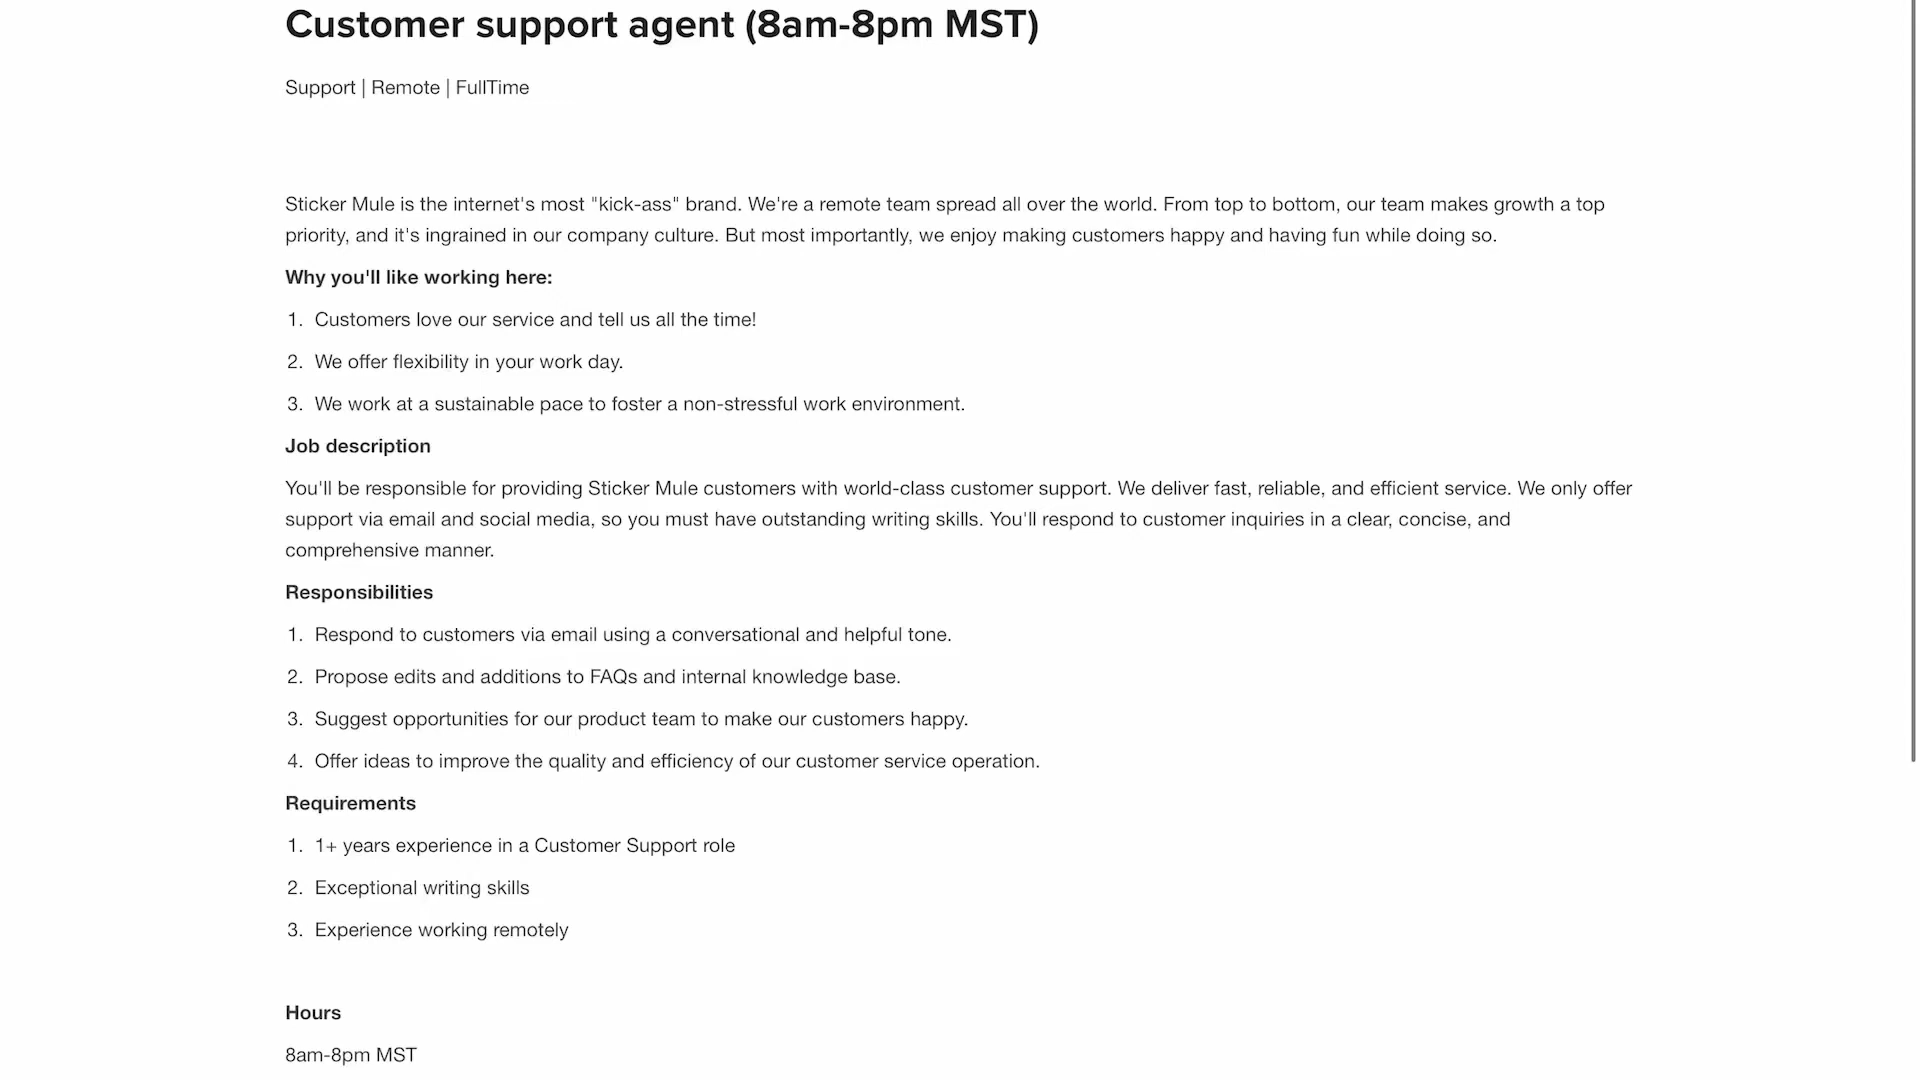 Customer support agent (8am-8pm MST)
Support | Remote | FullTime
Sticker Mule is the internet's most "kick-ass" brand. We're a remote team spread all over the world. From top to bottom, our team makes growth a top
priority, and it's ingrained in our company culture. But most importantly, we enjoy making customers happy and having fun while doing so.
Why you'll like working here:
1. Customers love our service and tell us all the time!
2. We offer flexibility in your work day.
3. We work at a sustainable pace to foster a non-stressful work environment.
Job description
You'll be responsible for providing Sticker Mule customers with world-class customer support. We deliver fast, reliable, and efficient service. We only offer
support via email and social media, so you must have outstanding writing skills. You'll respond to customer inquiries in a clear, concise, and
comprehensive manner.
Responsibilities
1. Respond to customers via email using a conversational and helpful tone.
2. Propose edits and additions to FAQs and internal knowledge base.
3. Suggest opportunities for our product team to make our customers happy.
4. Offer ideas to improve the quality and efficiency of our customer service operation.
Requirements
1. 1+ years experience in a Customer Support role
2. Exceptional writing skills
3. Experience working remotely
Hours
8am-8pm MST